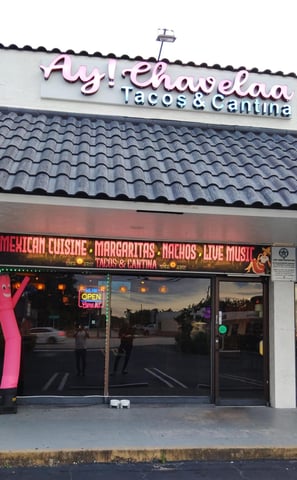 Ay! Chavelaa
Tacos & Cantina
MEXICAN CUISINE • MARGARITAS • NACHOS • LIVE MUSIC
TACOS & CANTINA
OPEN